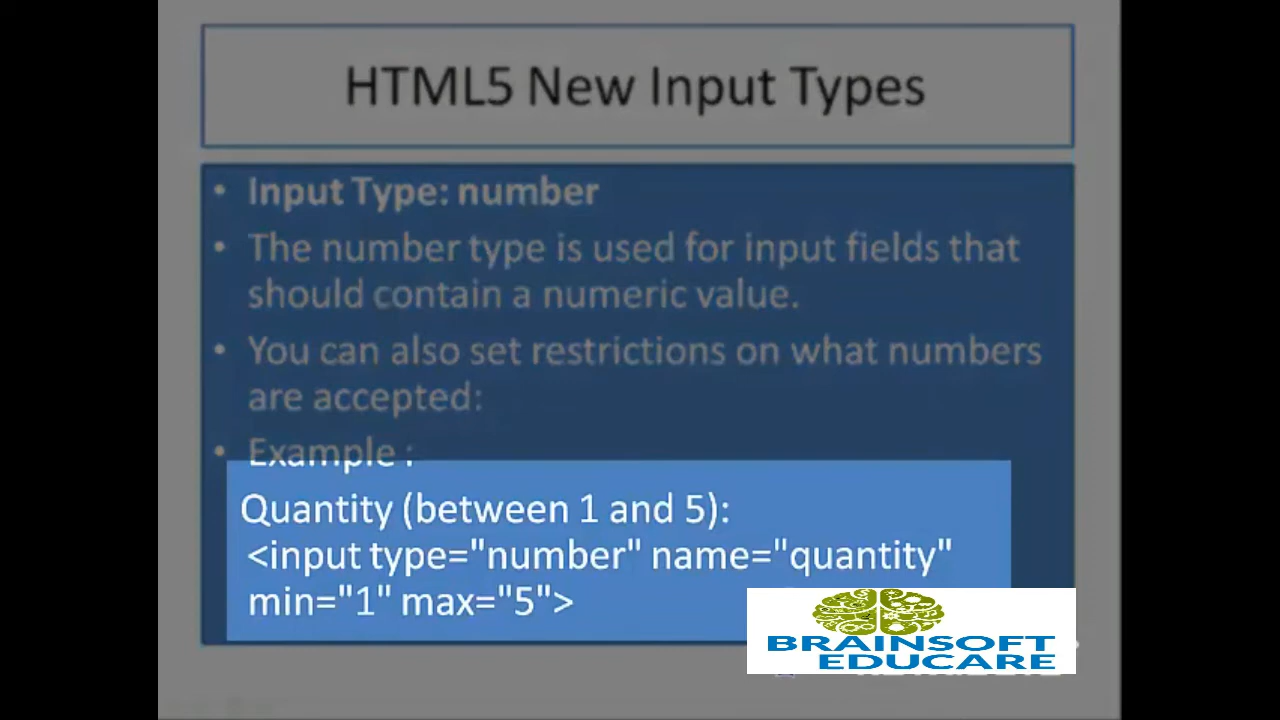 HTML5 New Input Types
• Input Type: number
• The number type is used for input fields that
should contain a numeric value.
• You can also set restrictions on what numbers
are accepted:
• Example :
Quantity (between 1 and 5):
<input type="number" name="quantity"
min="1" max="5">
BRAINSOFT
EDUCARE